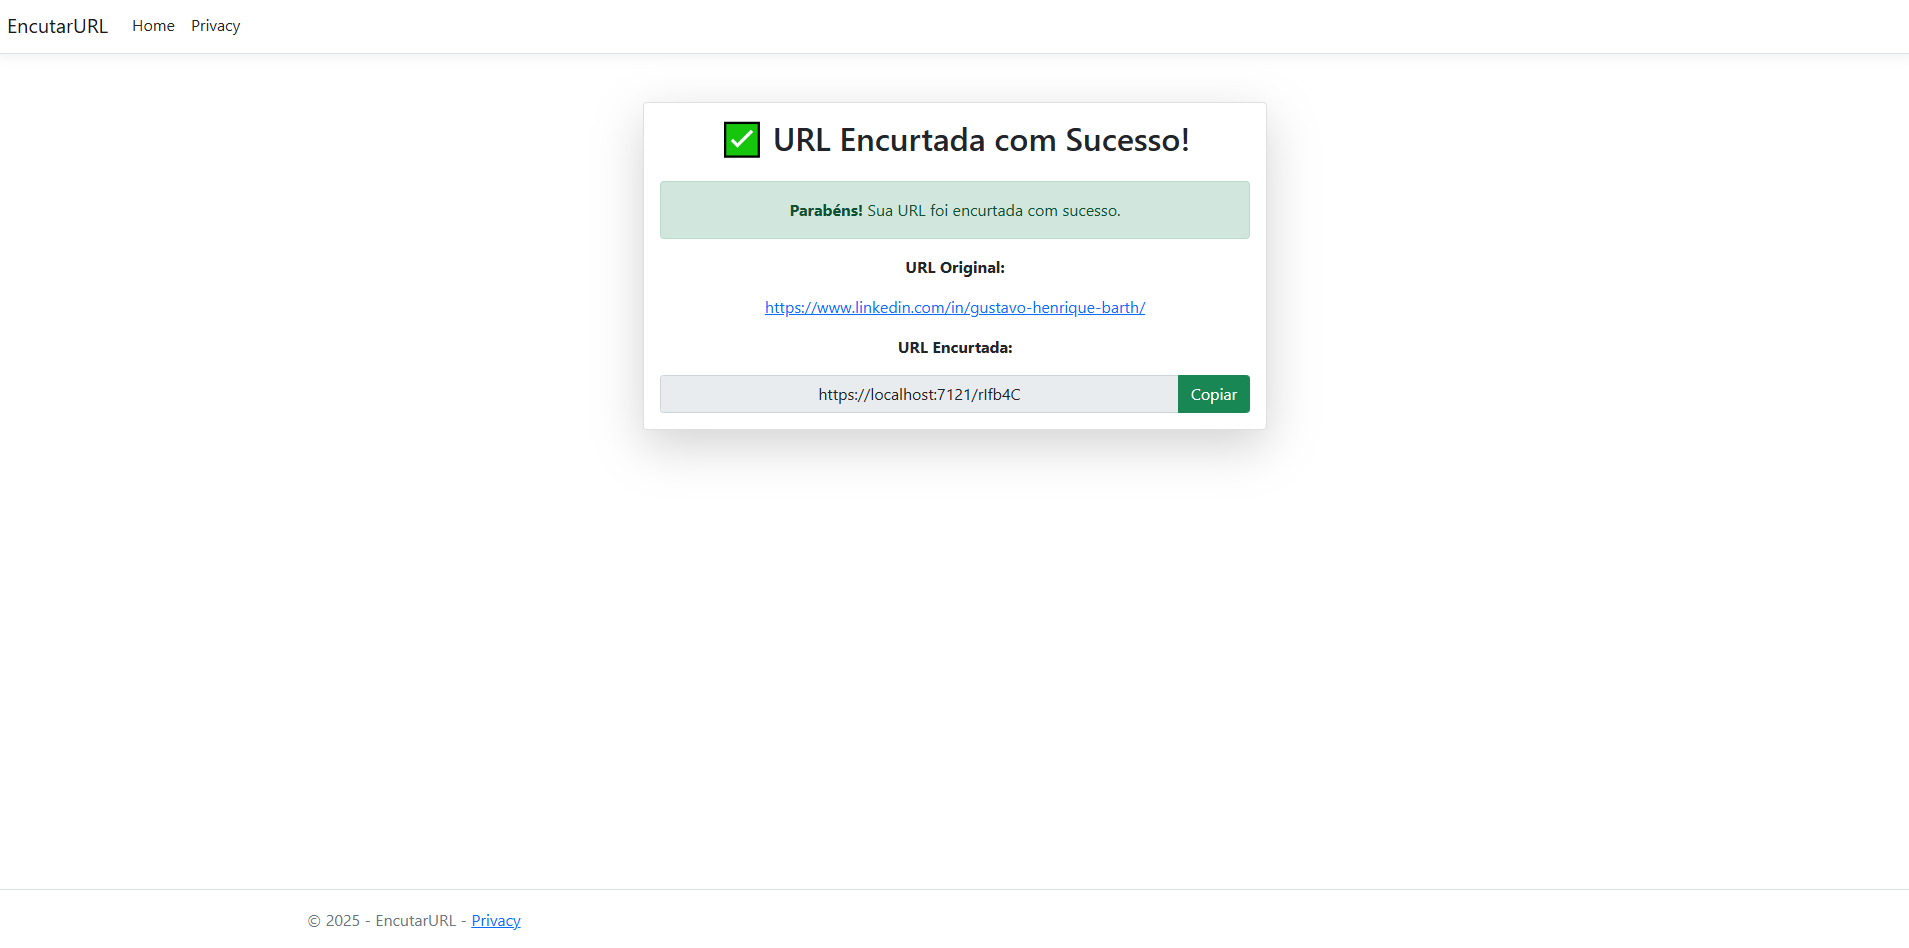 EncutarURL Home Privacy
✅ URL Encurtada com Sucesso!
Parabéns! Sua URL foi encurtada com sucesso.
URL Original:
https://www.linkedin.com/in/gustavo-henrique-barth/
URL Encurtada:
https://localhost:7121/rIfb4C Copiar
© 2025 - EncutarURL - Privacy